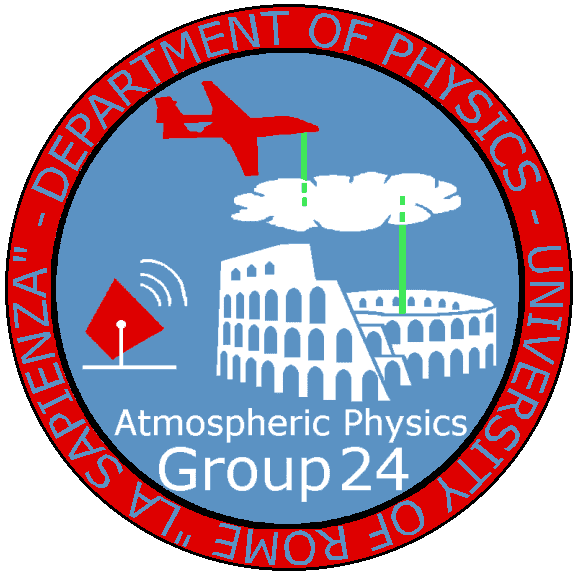 DEPARTMENT OF PHYSICS - UNIVERSITY OF ROME "LA SAPIENZA" -
Atmospheric Physics
Group 24